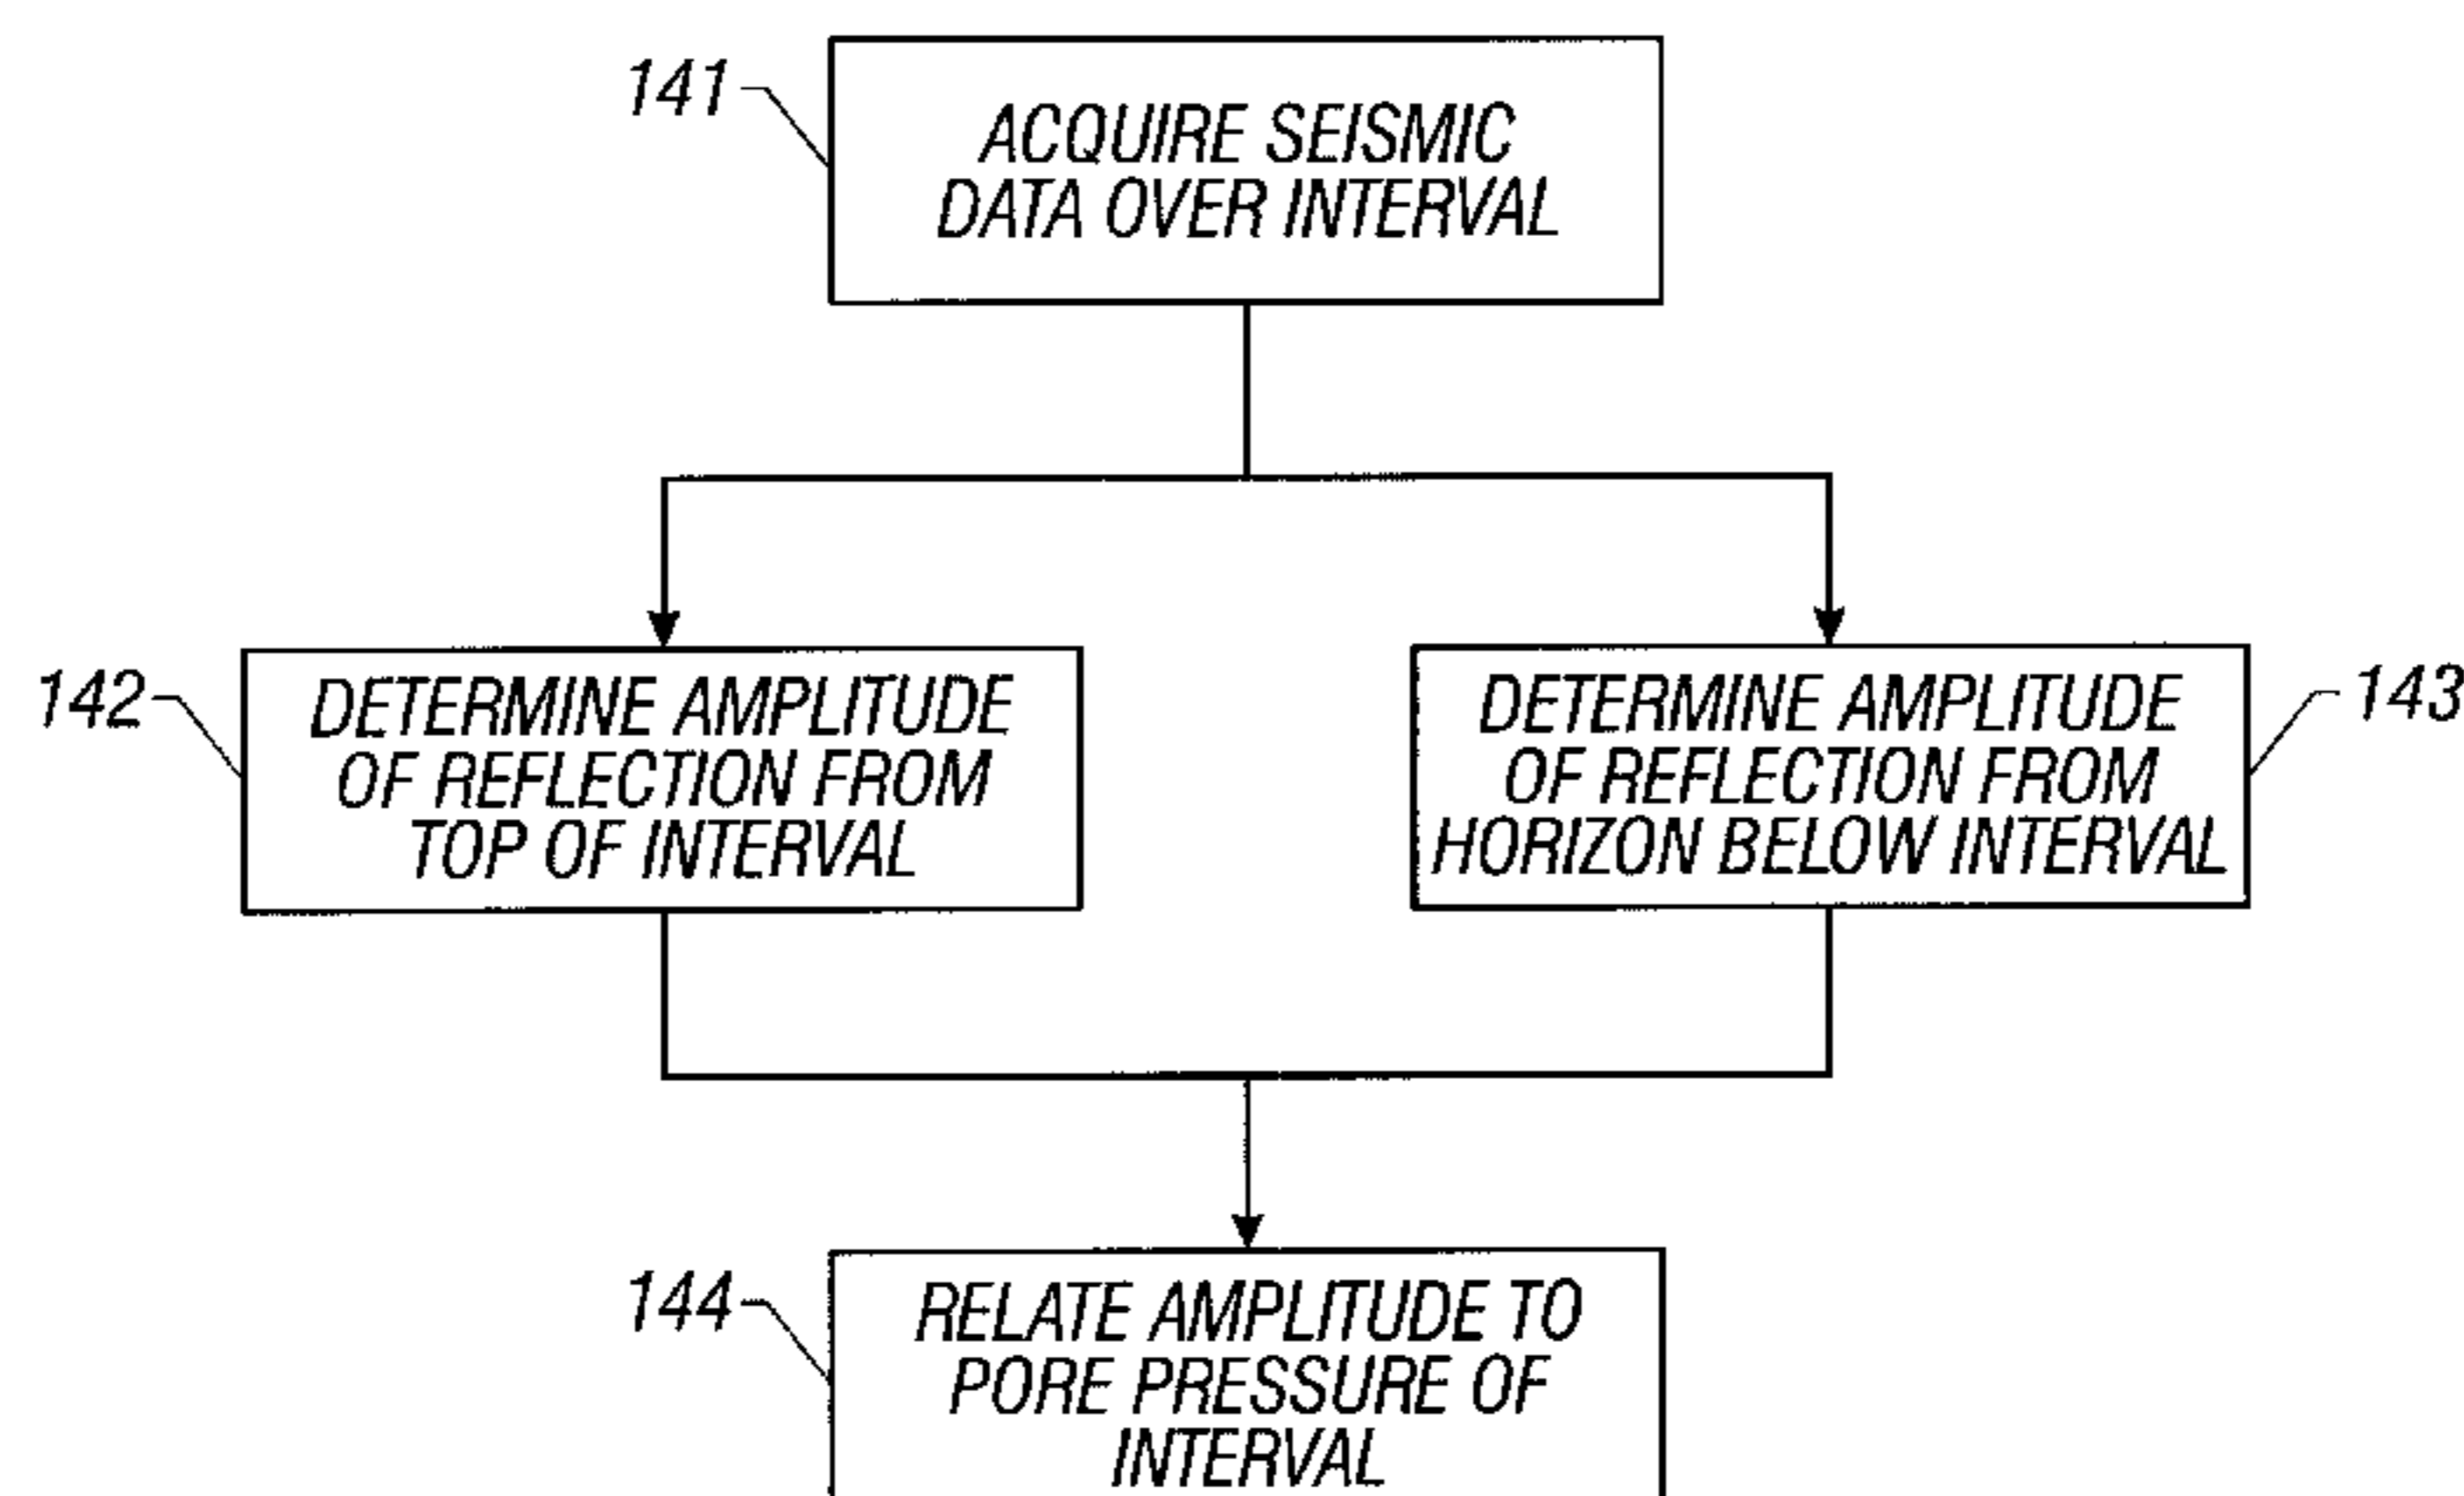 141
ACQUIRE SEISMIC
DATA OVER INTERVAL
142
DETERMINE AMPLITUDE
OF REFLECTION FROM
TOP OF INTERVAL
DETERMINE AMPLITUDE
OF REFLECTION FROM
HORIZON BELOW INTERVAL
143
144
RELATE AMPLITUDE TO
PORE PRESSURE OF
INTERVAL